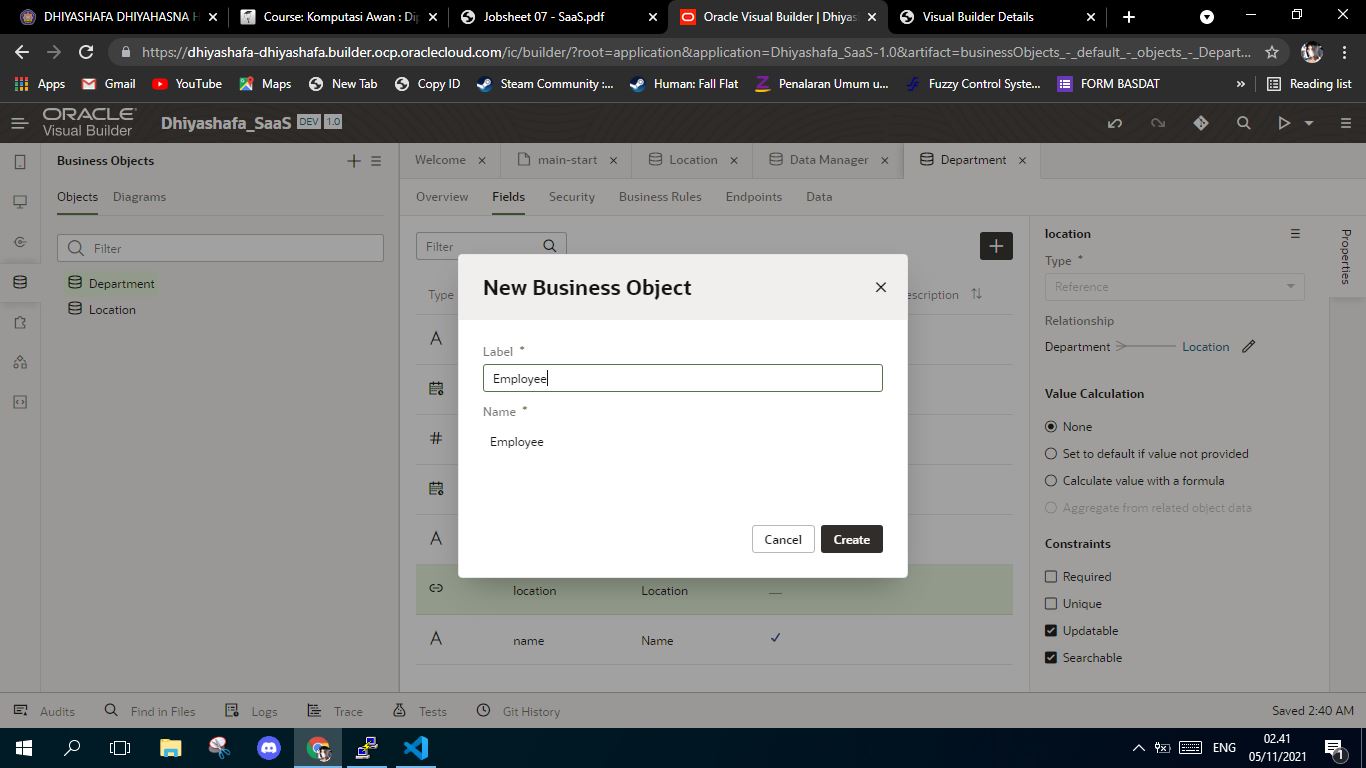 DHIYASHAFA DHIYAHASNA H
Course: Komputasi Awan : Dip
Jobsheet 07 - SaaS.pdf
Oracle Visual Builder | Dhiyash
Visual Builder Details
https://dhiyashafa-dhiyashafa.builder.ocp.oraclecloud.com/ic/builder/?root=application&application=Dhiyashafa_SaaS-1.0&artifact=businessObjects_-_default_-_objects_-_Depart...
Apps
Gmail
YouTube
Maps
New Tab
Copy ID
Steam Community :...
Human: Fall Flat
Penalaran Umum u...
Fuzzy Control Syste...
FORM BASDAT
»
Reading list
ORACLE
Visual Builder
Dhiyashafa_SaaS DEV 1.0
Business Objects
Welcome
main-start
Location
Data Manager
Department
Objects
Diagrams
Overview
Fields
Security
Business Rules
Endpoints
Data
Filter
Department
Location
Filter
Type
escription
New Business Object
Label *
Employee
Name *
Employee
Cancel
Create
location
Location
name
Name
location
Type *
Reference
Relationship
Department
Location
Value Calculation
None
Set to default if value not provided
Calculate value with a formula
Aggregate from related object data
Constraints
Required
Unique
Updatable
Searchable
Properties
Audits
Find in Files
Logs
Trace
Tests
Git History
Saved 2:40 AM
ENG
02.41
05/11/2021
1